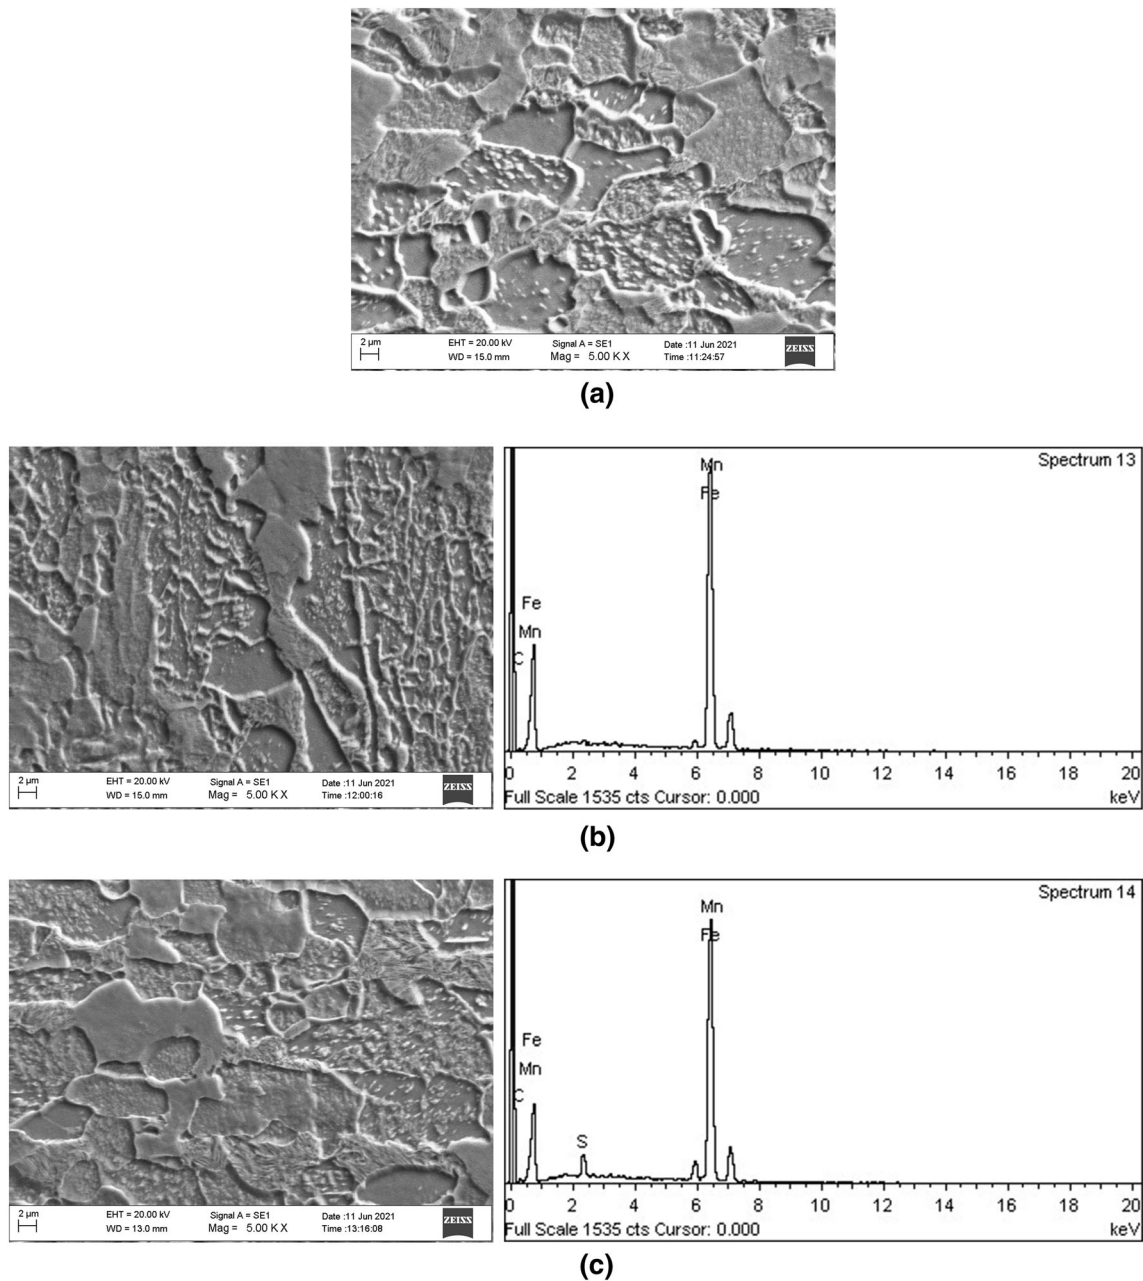 2 µm EHT = 20.00 kV Signal A = SE1 Date :11 Jun 2021 ZEISS
WD = 15.0 mm Mag = 5.00 K X Time :11:24:57
(a)
2 µm EHT = 20.00 kV Signal A = SE1 Date :11 Jun 2021 ZEISS
WD = 15.0 mm Mag = 5.00 K X Time :12:00:16
Spectrum 13
Mn
Fe
Fe
Mn
C
0 2 4 6 8 10 12 14 16 18 20
Full Scale 1535 cts Cursor: 0.000 keV
(b)
2 µm EHT = 20.00 kV Signal A = SE1 Date :11 Jun 2021 ZEISS
WD = 13.0 mm Mag = 5.00 K X Time :13:16:08
Spectrum 14
Mn
Fe
Fe
Mn
C
S
0 2 4 6 8 10 12 14 16 18 20
Full Scale 1535 cts Cursor: 0.000 keV
(c)